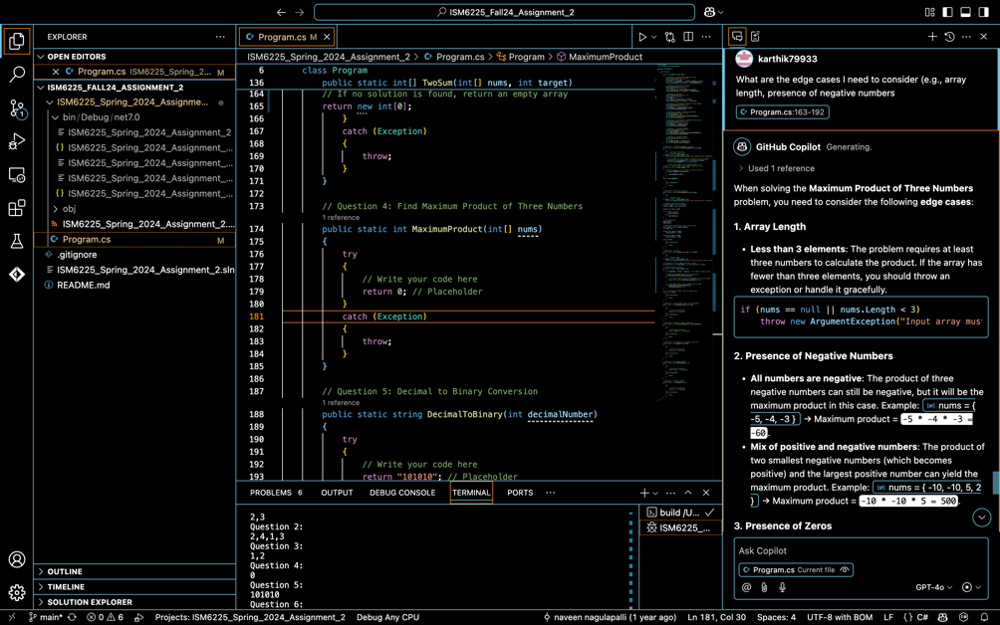 ISM6225_Fall24_Assignment_2
EXPLORER
OPEN EDITORS
Program.cs ISM6225_Spring_2... M
ISM6225_FALL24_ASSIGNMENT_2
ISM6225_Spring_2024_Assignme...
bin/Debug/net7.0
ISM6225_Spring_2024_Assignment_2
{} ISM6225_Spring_2024_Assignment_...
ISM6225_Spring_2024_Assignment_...
ISM6225_Spring_2024_Assignment_...
{} ISM6225_Spring_2024_Assignment_...
obj
ISM6225_Spring_2024_Assignment_2....
Program.cs M
.gitignore
ISM6225_Spring_2024_Assignment_2.sln
README.md
OUTLINE
TIMELINE
SOLUTION EXPLORER
1
Program.cs M
ISM6225_Spring_2024_Assignment_2 > Program.cs > Program > MaximumProduct
6 class Program
136 public static int[] TwoSum(int[] nums, int target)
164 // If no solution is found, return an empty array
165 return new int[0];
166 }
167 catch (Exception)
168 {
169 throw;
170 }
171 }
172
173 // Question 4: Find Maximum Product of Three Numbers
1 reference
174 public static int MaximumProduct(int[] nums)
175 {
176 try
177 {
178 // Write your code here
179 return 0; // Placeholder
180 }
181 catch (Exception)
182 {
183 throw;
184 }
185 }
186
187 // Question 5: Decimal to Binary Conversion
1 reference
188 public static string DecimalToBinary(int decimalNumber)
189 {
190 try
191 {
192 // Write your code here
193 return "101010"; // Placeholder
PROBLEMS 6 OUTPUT DEBUG CONSOLE TERMINAL PORTS
2,3
Question 2:
2,4,1,3
Question 3:
1,2
Question 4:
0
Question 5:
101010
Question 6:
build /U...
ISM6225_...
karthik79933
What are the edge cases I need to consider (e.g., array
length, presence of negative numbers
Program.cs:163-192
GitHub Copilot Generating.
Used 1 reference
When solving the Maximum Product of Three Numbers
problem, you need to consider the following edge cases:
1. Array Length
• Less than 3 elements: The problem requires at least
three numbers to calculate the product. If the array has
fewer than three elements, you should throw an
exception or handle it gracefully.
if (nums == null || nums.Length < 3)
throw new ArgumentException("Input array mus
2. Presence of Negative Numbers
• All numbers are negative: The product of three
negative numbers can still be negative, but it will be the
maximum product in this case. Example: nums = {
-5, -4, -3 } → Maximum product = -5 * -4 * -3 =
-60.
• Mix of positive and negative numbers: The product of
two smallest negative numbers (which becomes
positive) and the largest positive number can yield the
maximum product. Example: nums = { -10, -10, 5, 2
} → Maximum product = -10 * -10 * 5 = 500.
3. Presence of Zeros
Ask Copilot
Program.cs Current file
GPT-4o
main* 0 6 Projects: ISM6225_Spring_2024_Assignment_2 Debug Any CPU naveen nagulapalli (1 year ago) Ln 181, Col 30 Spaces: 4 UTF-8 with BOM LF {} C#